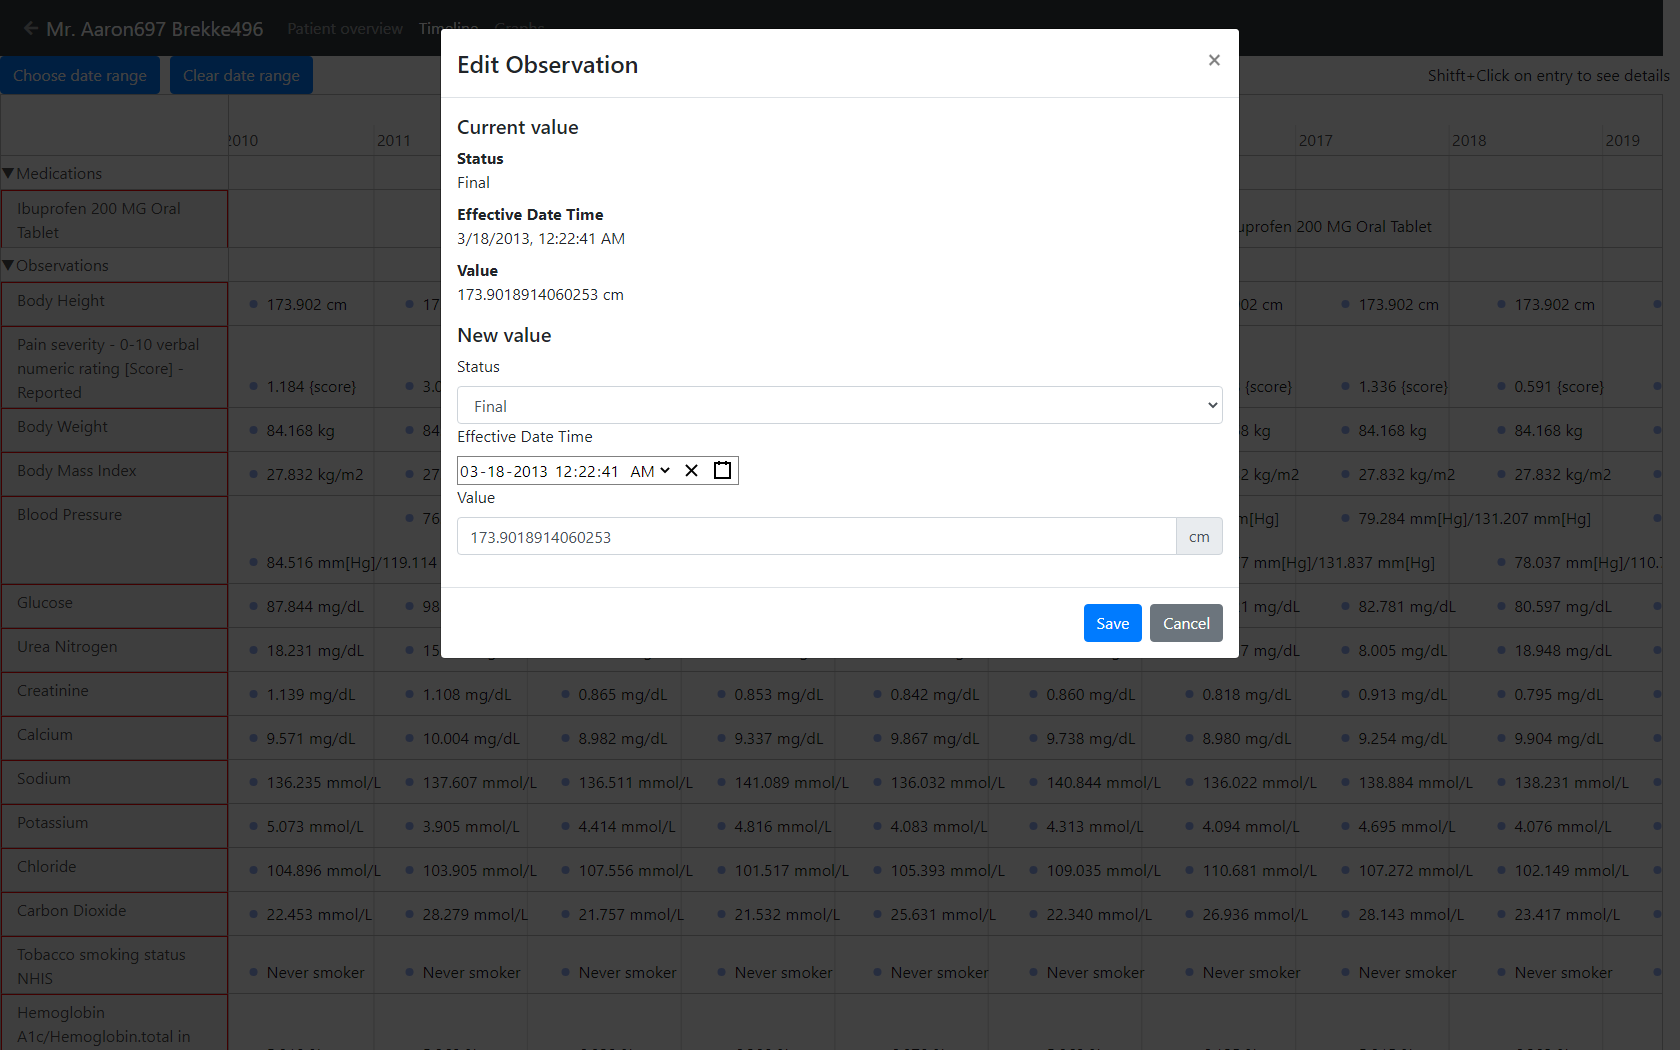 Mr. Aaron697 Brekke496 Patient overview Timeline Graphs
Choose date range Clear date range Shitft+Click on entry to see details
Edit Observation ×
Current value
Status
Final
Effective Date Time
3/18/2013, 12:22:41 AM
Value
173.9018914060253 cm
New value
Status
Final
Effective Date Time
03-18-2013 12:22:41 AM
Value
173.9018914060253 cm
Save Cancel
2010 2011 2017 2018 2019
Medications
Ibuprofen 200 MG Oral
Tablet
uprofen 200 MG Oral Tablet
Observations
Body Height 173.902 cm 17 02 cm 173.902 cm 173.902 cm
Pain severity - 0-10 verbal
numeric rating [Score] -
Reported
1.184 {score} 3.0 {score} 1.336 {score} 0.591 {score}
Body Weight 84.168 kg 84 8 kg 84.168 kg 84.168 kg
Body Mass Index 27.832 kg/m2 27 2 kg/m2 27.832 kg/m2 27.832 kg/m2
Blood Pressure 76 [Hg] 79.284 mm[Hg]/131.207 mm[Hg]
84.516 mm[Hg]/119.114 7 mm[Hg]/131.837 mm[Hg] 78.037 mm[Hg]/110.
Glucose 87.844 mg/dL 98 1 mg/dL 82.781 mg/dL 80.597 mg/dL
Urea Nitrogen 18.231 mg/dL 15 7 mg/dL 8.005 mg/dL 18.948 mg/dL
Creatinine 1.139 mg/dL 1.108 mg/dL 0.865 mg/dL 0.853 mg/dL 0.842 mg/dL 0.860 mg/dL 0.818 mg/dL 0.913 mg/dL 0.795 mg/dL
Calcium 9.571 mg/dL 10.004 mg/dL 8.982 mg/dL 9.337 mg/dL 9.867 mg/dL 9.738 mg/dL 8.980 mg/dL 9.254 mg/dL 9.904 mg/dL
Sodium 136.235 mmol/L 137.607 mmol/L 136.511 mmol/L 141.089 mmol/L 136.032 mmol/L 140.844 mmol/L 136.022 mmol/L 138.884 mmol/L 138.231 mmol/L
Potassium 5.073 mmol/L 3.905 mmol/L 4.414 mmol/L 4.816 mmol/L 4.083 mmol/L 4.313 mmol/L 4.094 mmol/L 4.695 mmol/L 4.076 mmol/L
Chloride 104.896 mmol/L 103.905 mmol/L 107.556 mmol/L 101.517 mmol/L 105.393 mmol/L 109.035 mmol/L 110.681 mmol/L 107.272 mmol/L 102.149 mmol/L
Carbon Dioxide 22.453 mmol/L 28.279 mmol/L 21.757 mmol/L 21.532 mmol/L 25.631 mmol/L 22.340 mmol/L 26.936 mmol/L 28.143 mmol/L 23.417 mmol/L
Tobacco smoking status
NHIS
Never smoker Never smoker Never smoker Never smoker Never smoker Never smoker Never smoker Never smoker Never smoker
Hemoglobin
A1c/Hemoglobin.total in